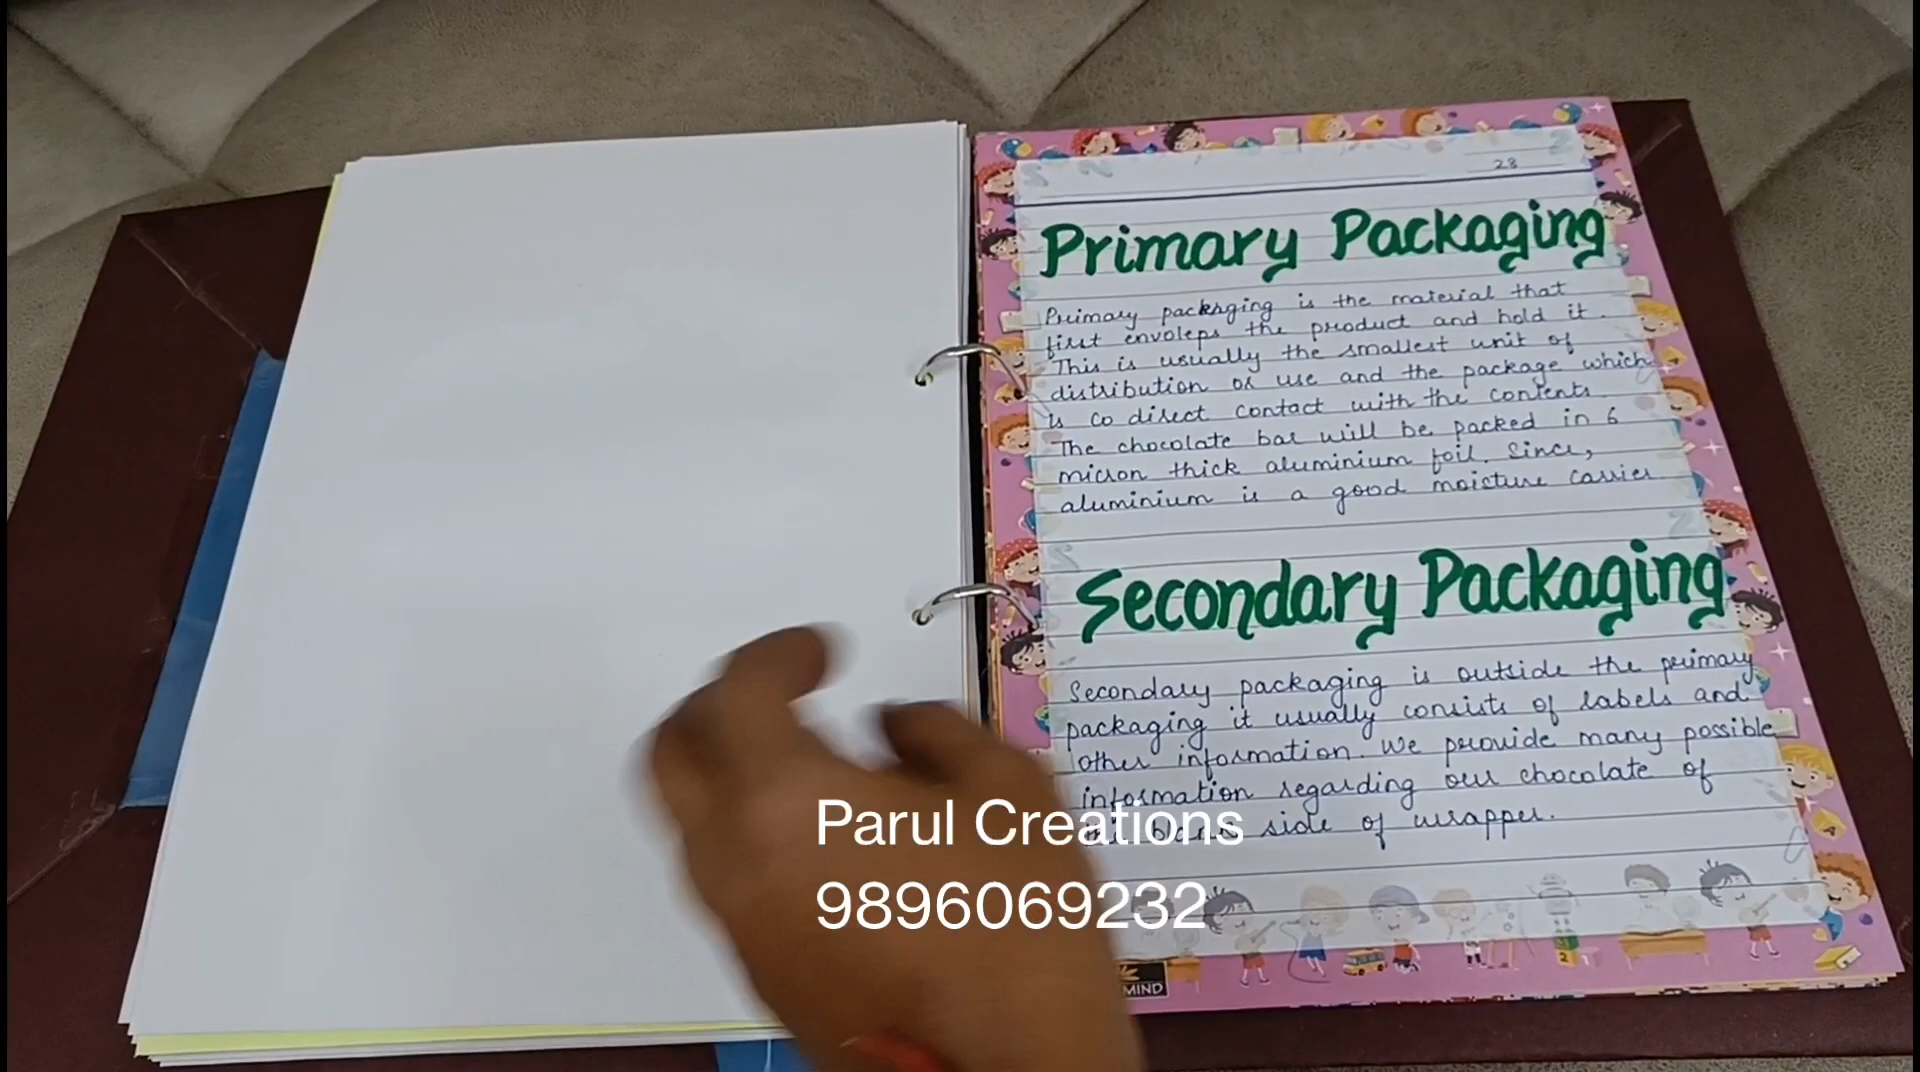 28
Primary Packaging
Primary packaging is the material that
first envoleps the product and hold it.
This is usually the smallest unit of
distribution or use and the package which
is co direct contact with the contents.
The chocolate bar will be packed in 6
micron thick aluminium foil. Since,
aluminium is a good moisture carrier
Secondary Packaging
Secondary packaging is outside the primary
packaging it usually consists of labels and
other information. We provide many possible
information regarding our chocolate of
side of wrapper.
Parul Creations
9896069232
MIND